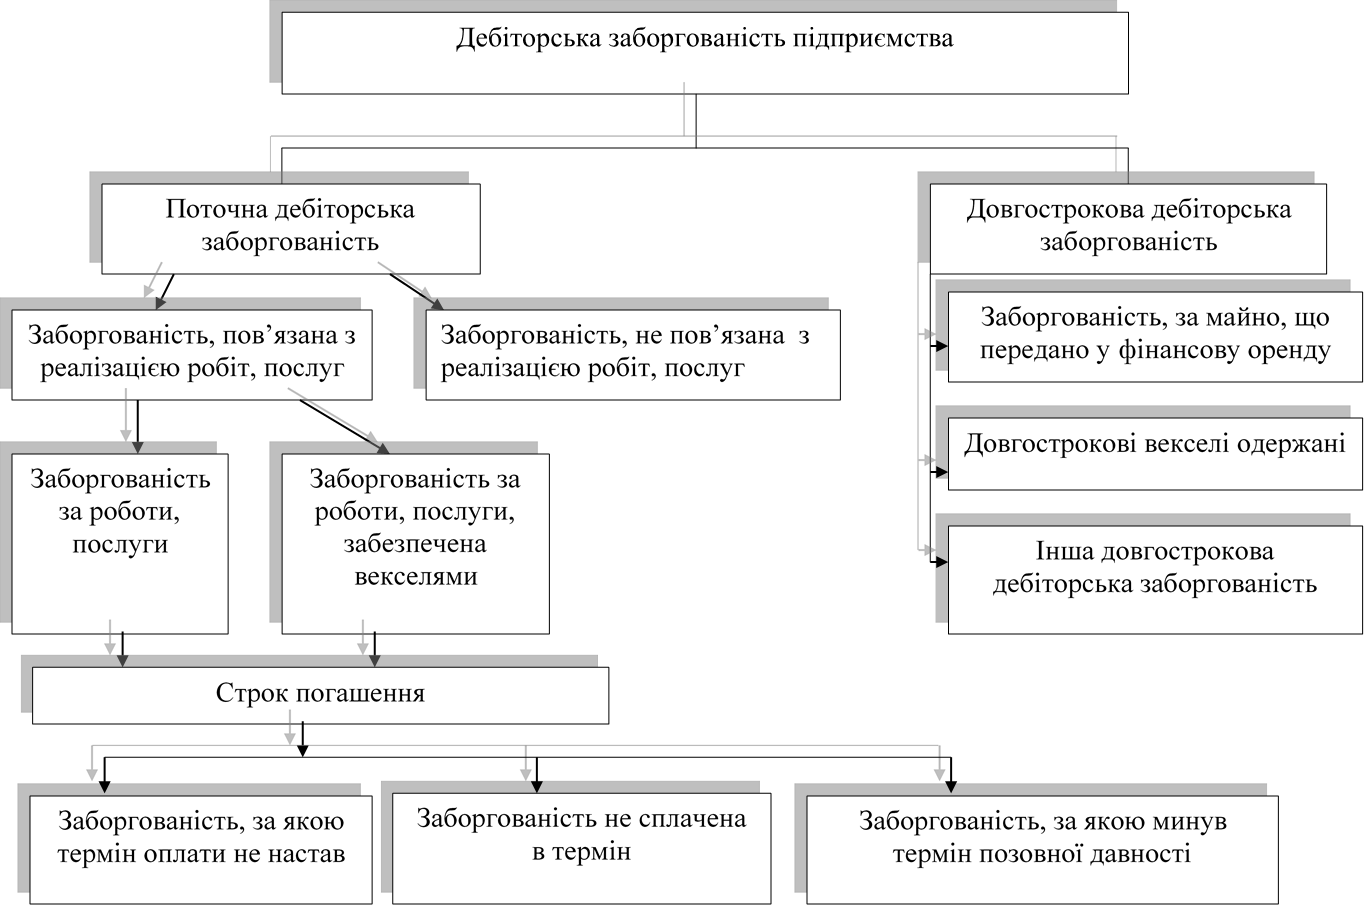 Дебіторська заборгованість підприємства
Поточна дебіторська
заборгованість
Довгострокова дебіторська
заборгованість
Заборгованість, пов’язана з
реалізацією робіт, послуг
Заборгованість, не пов’язана з
реалізацією робіт, послуг
Заборгованість, за майно, що
передано у фінансову оренду
Довгострокові векселі одержані
Інша довгострокова
дебіторська заборгованість
Заборгованість
за роботи,
послуги
Заборгованість за
роботи, послуги,
забезпечена
векселями
Строк погашення
Заборгованість, за якою
термін оплати не настав
Заборгованість не сплачена
в термін
Заборгованість, за якою минув
термін позовної давності